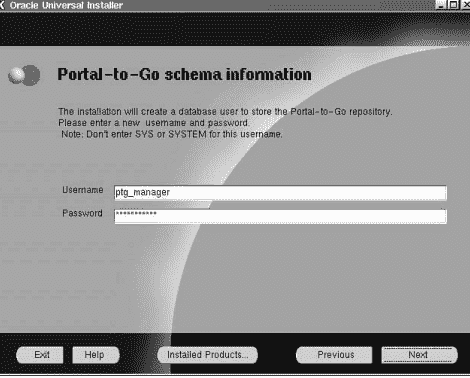 Oracle Universal Installer
Portal-to-Go schema information
The installation will create a database user to store the Portal-to-Go repository.
Please enter a new username and password.
Note: Don't enter SYS or SYSTEM for this username.
Username ptg_manager
Password ***********
Exit Help Installed Products... Previous Next